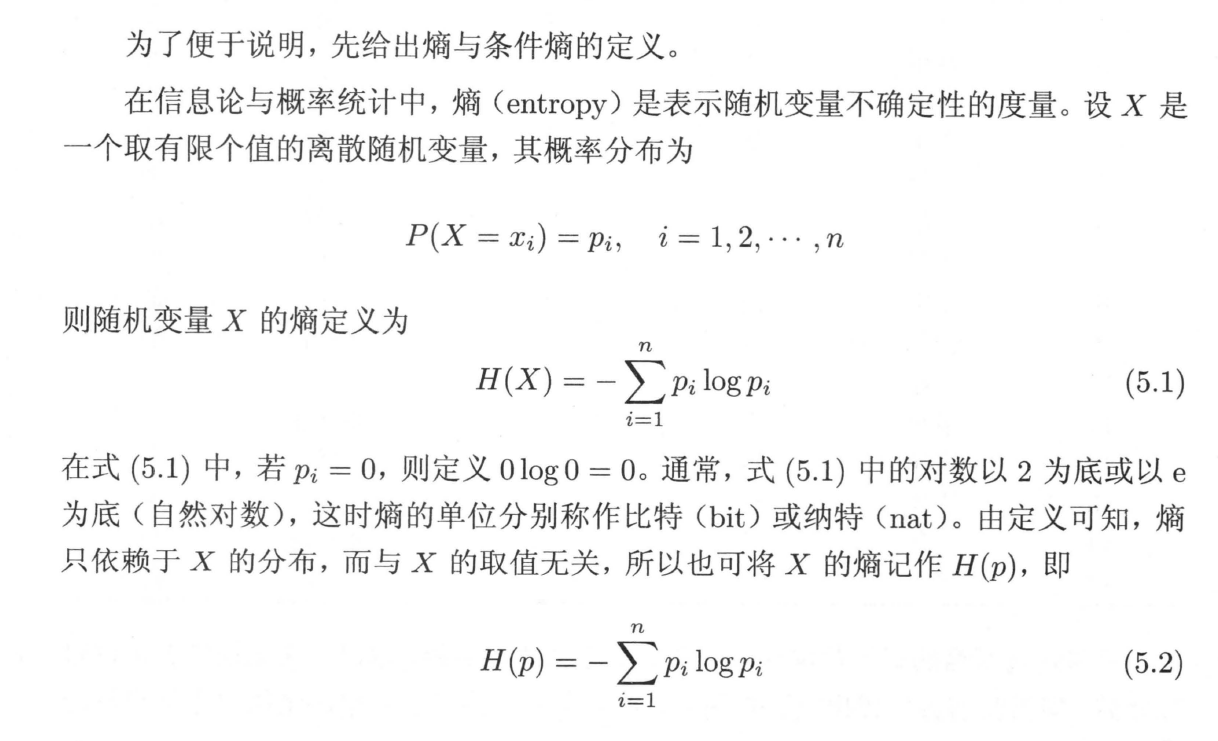 为了便于说明，先给出熵与条件熵的定义。
在信息论与概率统计中，熵（entropy）是表示随机变量不确定性的度量。设 X 是
一个取有限个值的离散随机变量，其概率分布为
P(X = x_i) = p_i, i = 1, 2, ⋯ , n
则随机变量 X 的熵定义为
H(X) = −∑_{i=1}^{n} p_i log p_i (5.1)
在式 (5.1) 中，若 p_i = 0，则定义 0 log 0 = 0。通常，式 (5.1) 中的对数以 2 为底或以 e
为底（自然对数），这时熵的单位分别称作比特（bit）或纳特（nat）。由定义可知，熵
只依赖于 X 的分布，而与 X 的取值无关，所以也可将 X 的熵记作 H(p)，即
H(p) = −∑_{i=1}^{n} p_i log p_i (5.2)